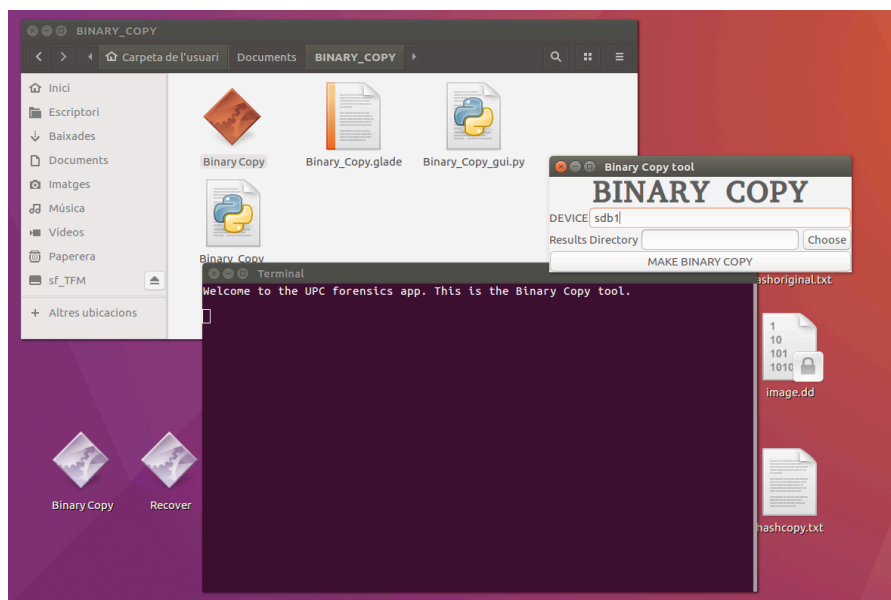 BINARY_COPY
Carpeta de l'usuari Documents BINARY_COPY
Inici
Escriptori
Baixades
Documents
Imatges
Música
Vídeos
Paperera
sf_TFM
+ Altres ubicacions
Binary Copy
Binary_Copy.glade
Binary_Copy_gui.py
Binary_Copy
Binary Copy tool
BINARY COPY
DEVICE sdb1
Results Directory Choose
MAKE BINARY COPY
Terminal
Welcome to the UPC forensics app. This is the Binary Copy tool.
ashoriginal.txt
1
10
101
1010
image.dd
hashcopy.txt
Binary Copy
Recover